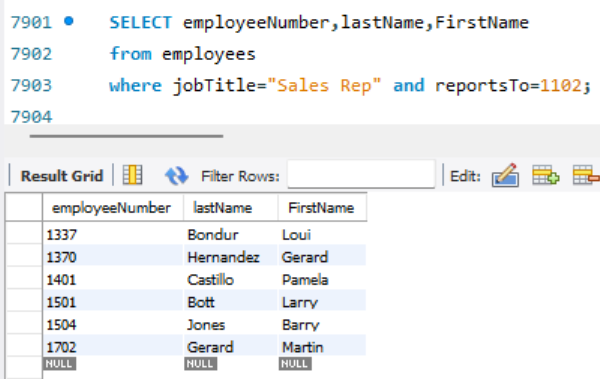 7901 SELECT employeeNumber,lastName,FirstName
7902 from employees
7903 where jobTitle="Sales Rep" and reportsTo=1102;
7904
Result Grid Filter Rows: Edit:
employeeNumber lastName FirstName
1337 Bondur Loui
1370 Hernandez Gerard
1401 Castillo Pamela
1501 Bott Larry
1504 Jones Barry
1702 Gerard Martin
NULL NULL NULL